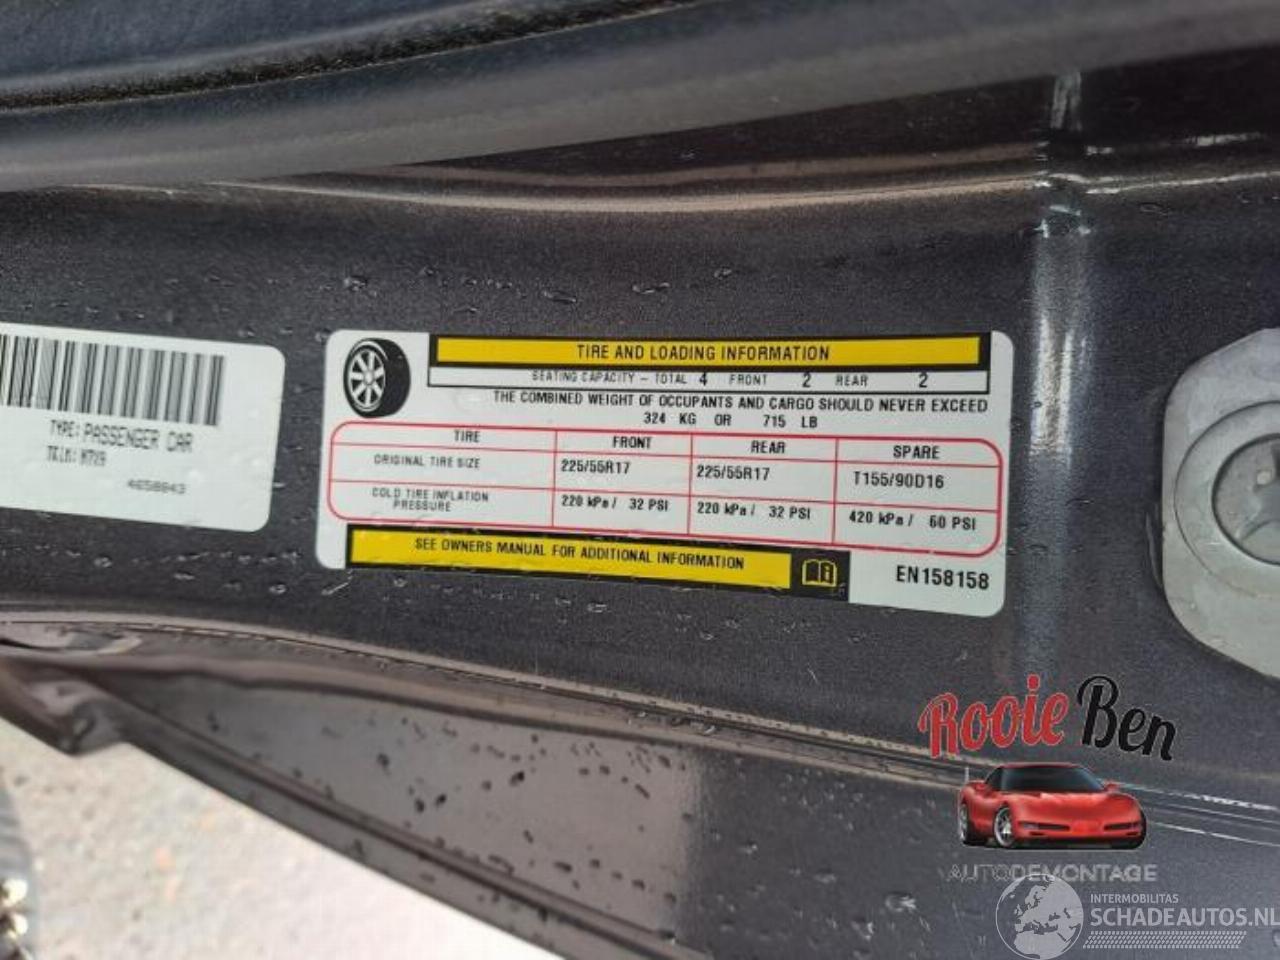 TYPE: PASSENGER CAR
4658843
TIRE AND LOADING INFORMATION
SEATING CAPACITY - TOTAL 4 FRONT 2 REAR 2
THE COMBINED WEIGHT OF OCCUPANTS AND CARGO SHOULD NEVER EXCEED
324 KG OR 715 LB
TIRE FRONT REAR SPARE
ORIGINAL TIRE SIZE 225/55R17 225/55R17 T155/90D16
COLD TIRE INFLATION PRESSURE 220 kPa / 32 PSI 220 kPa / 32 PSI 420 kPa / 60 PSI
SEE OWNERS MANUAL FOR ADDITIONAL INFORMATION
EN158158
Rooie Ben
AUTODEMONTAGE
INTERMOBILITAS
SCHADEAUTOS.NL